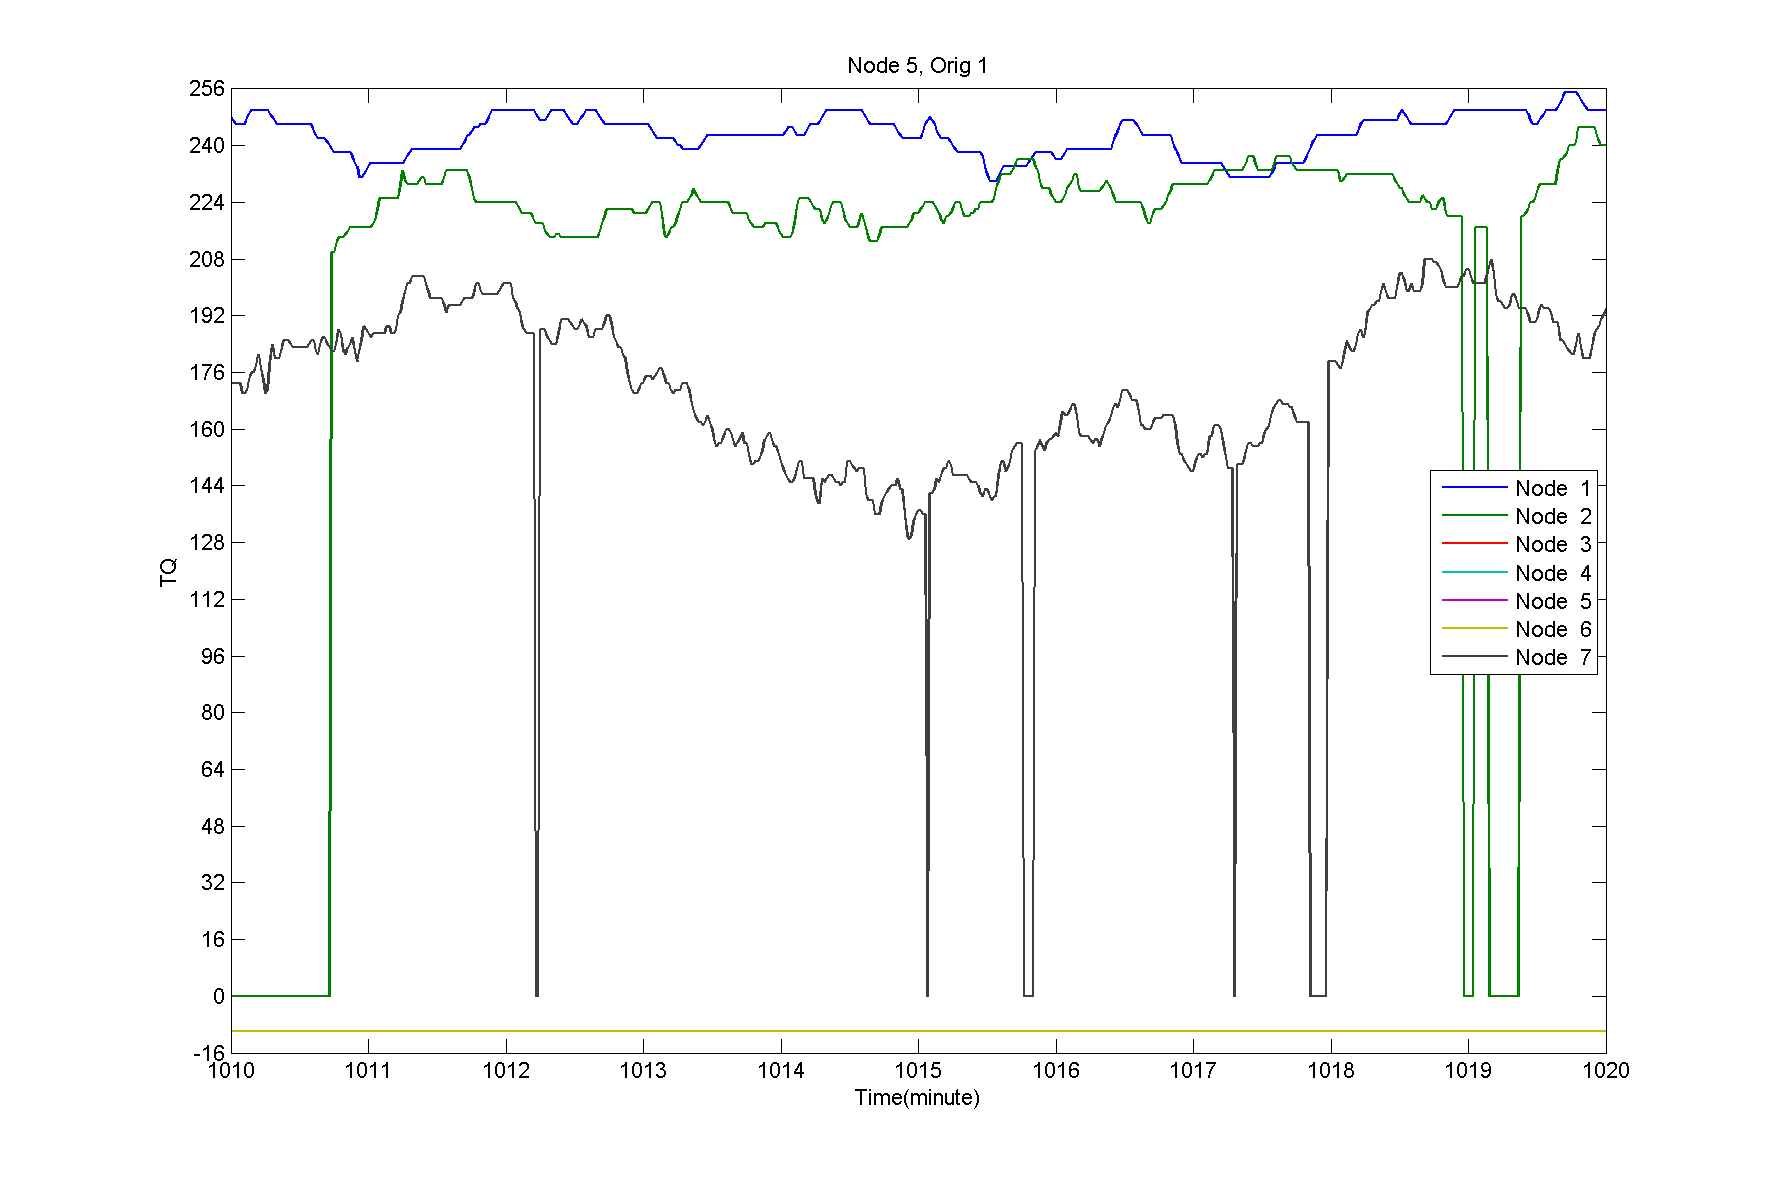 Node 5, Orig 1
256
240
224
208
192
176
160
144
128
112
96
80
64
48
32
16
0
-16
TQ
Node 1
Node 2
Node 3
Node 4
Node 5
Node 6
Node 7
1010 1011 1012 1013 1014 1015 1016 1017 1018 1019 1020
Time(minute)